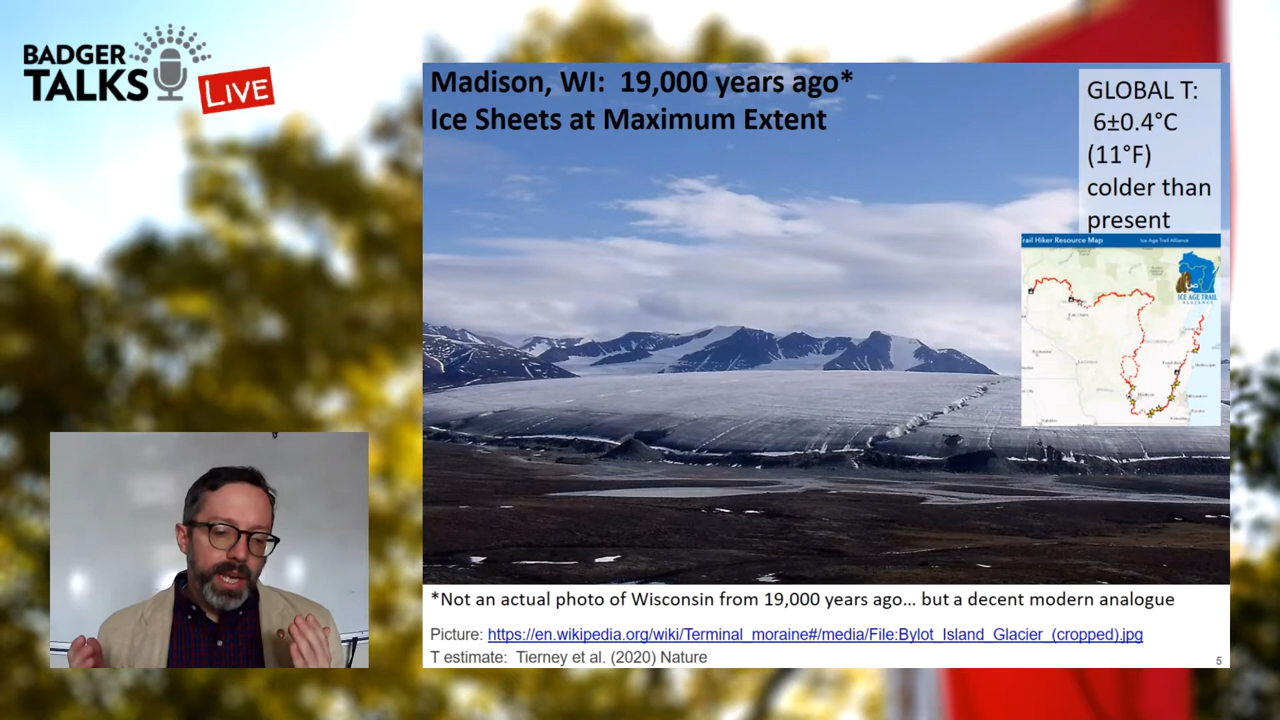 BADGER
TALKS
LIVE
Madison, WI: 19,000 years ago*
Ice Sheets at Maximum Extent
GLOBAL T:
6±0.4°C
(11°F)
colder than
present
rail Hiker Resource Map
Ice Age Trail Alliance
ICE AGE TRAIL
ALLIANCE
*Not an actual photo of Wisconsin from 19,000 years ago... but a decent modern analogue
Picture: https://en.wikipedia.org/wiki/Terminal_moraine#/media/File:Bylot_Island_Glacier_(cropped).jpg
T estimate: Tierney et al. (2020) Nature
5